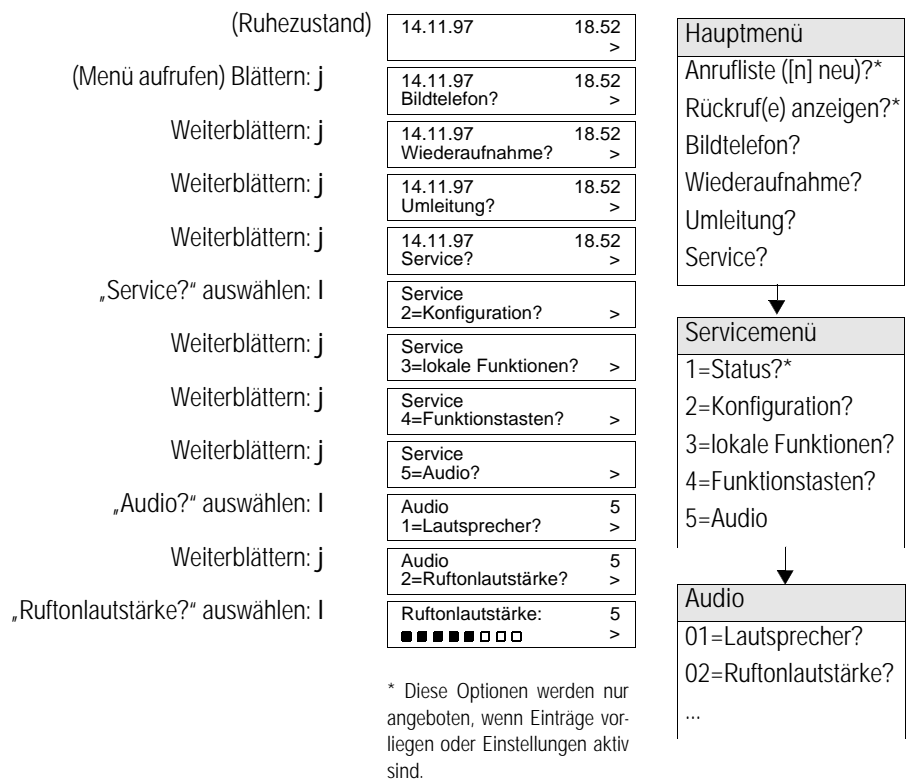 (Ruhezustand)
14.11.97 18.52
>
(Menü aufrufen) Blättern: j
14.11.97 18.52
Bildtelefon? >
Weiterblättern: j
14.11.97 18.52
Wiederaufnahme? >
Weiterblättern: j
14.11.97 18.52
Umleitung? >
Weiterblättern: j
14.11.97 18.52
Service? >
„Service?“ auswählen: l
Service
2=Konfiguration? >
Weiterblättern: j
Service
3=lokale Funktionen? >
Weiterblättern: j
Service
4=Funktionstasten? >
Weiterblättern: j
Service
5=Audio? >
„Audio?“ auswählen: l
Audio 5
1=Lautsprecher? >
Weiterblättern: j
Audio 5
2=Ruftonlautstärke? >
„Ruftonlautstärke?“ auswählen: l
Ruftonlautstärke: 5
>
* Diese Optionen werden nur
angeboten, wenn Einträge vor-
liegen oder Einstellungen aktiv
sind.
Hauptmenü
Anrufliste ([n] neu)?*
Rückruf(e) anzeigen?*
Bildtelefon?
Wiederaufnahme?
Umleitung?
Service?
Servicemenü
1=Status?*
2=Konfiguration?
3=lokale Funktionen?
4=Funktionstasten?
5=Audio
Audio
01=Lautsprecher?
02=Ruftonlautstärke?
...